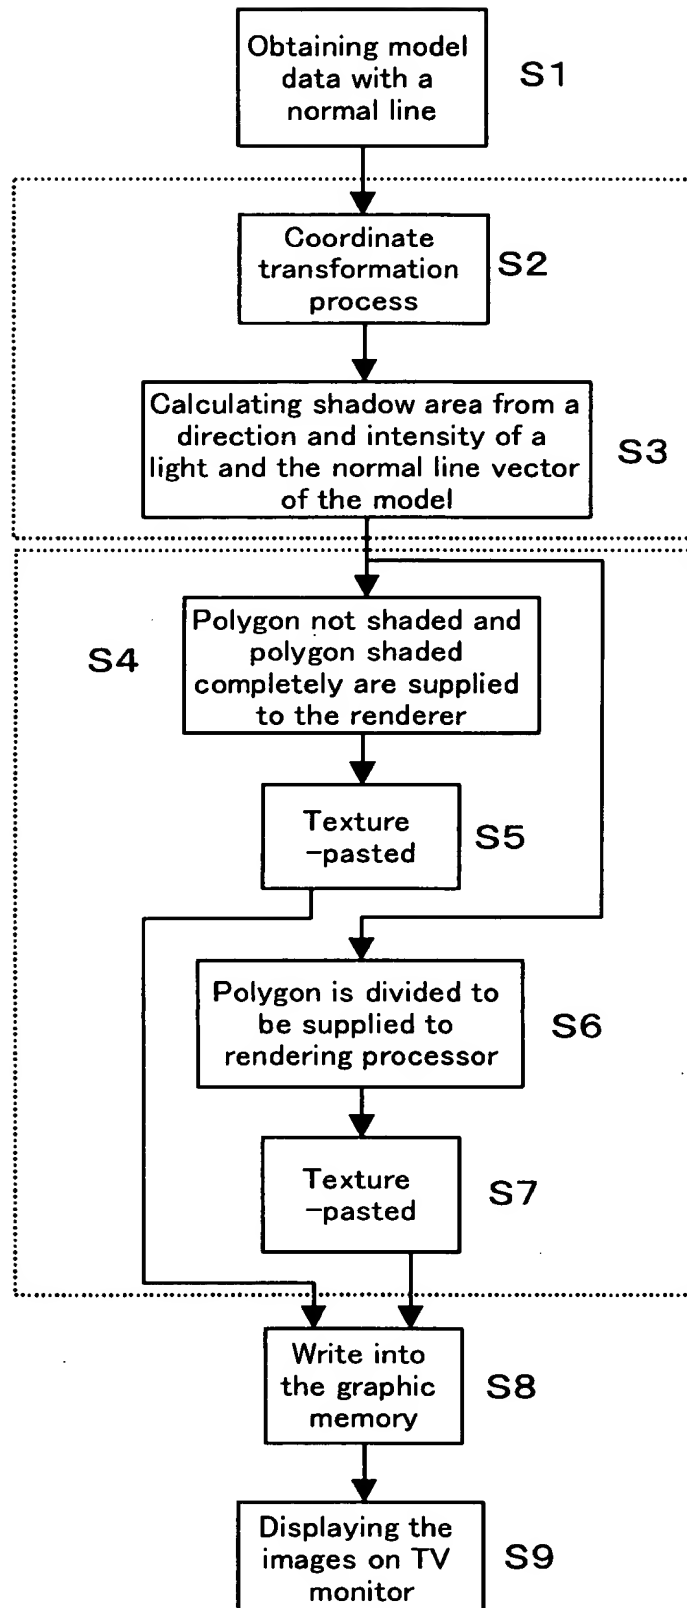 Obtaining model
data with a
normal line
S1
Coordinate
transformation
process
S2
Calculating shadow area from a
direction and intensity of a
light and the normal line vector
of the model
S3
S4
Polygon not shaded and
polygon shaded
completely are supplied
to the renderer
Texture
-pasted
S5
Polygon is divided to
be supplied to
rendering processor
S6
Texture
-pasted
S7
Write into
the graphic
memory
S8
Displaying the
images on TV
monitor
S9